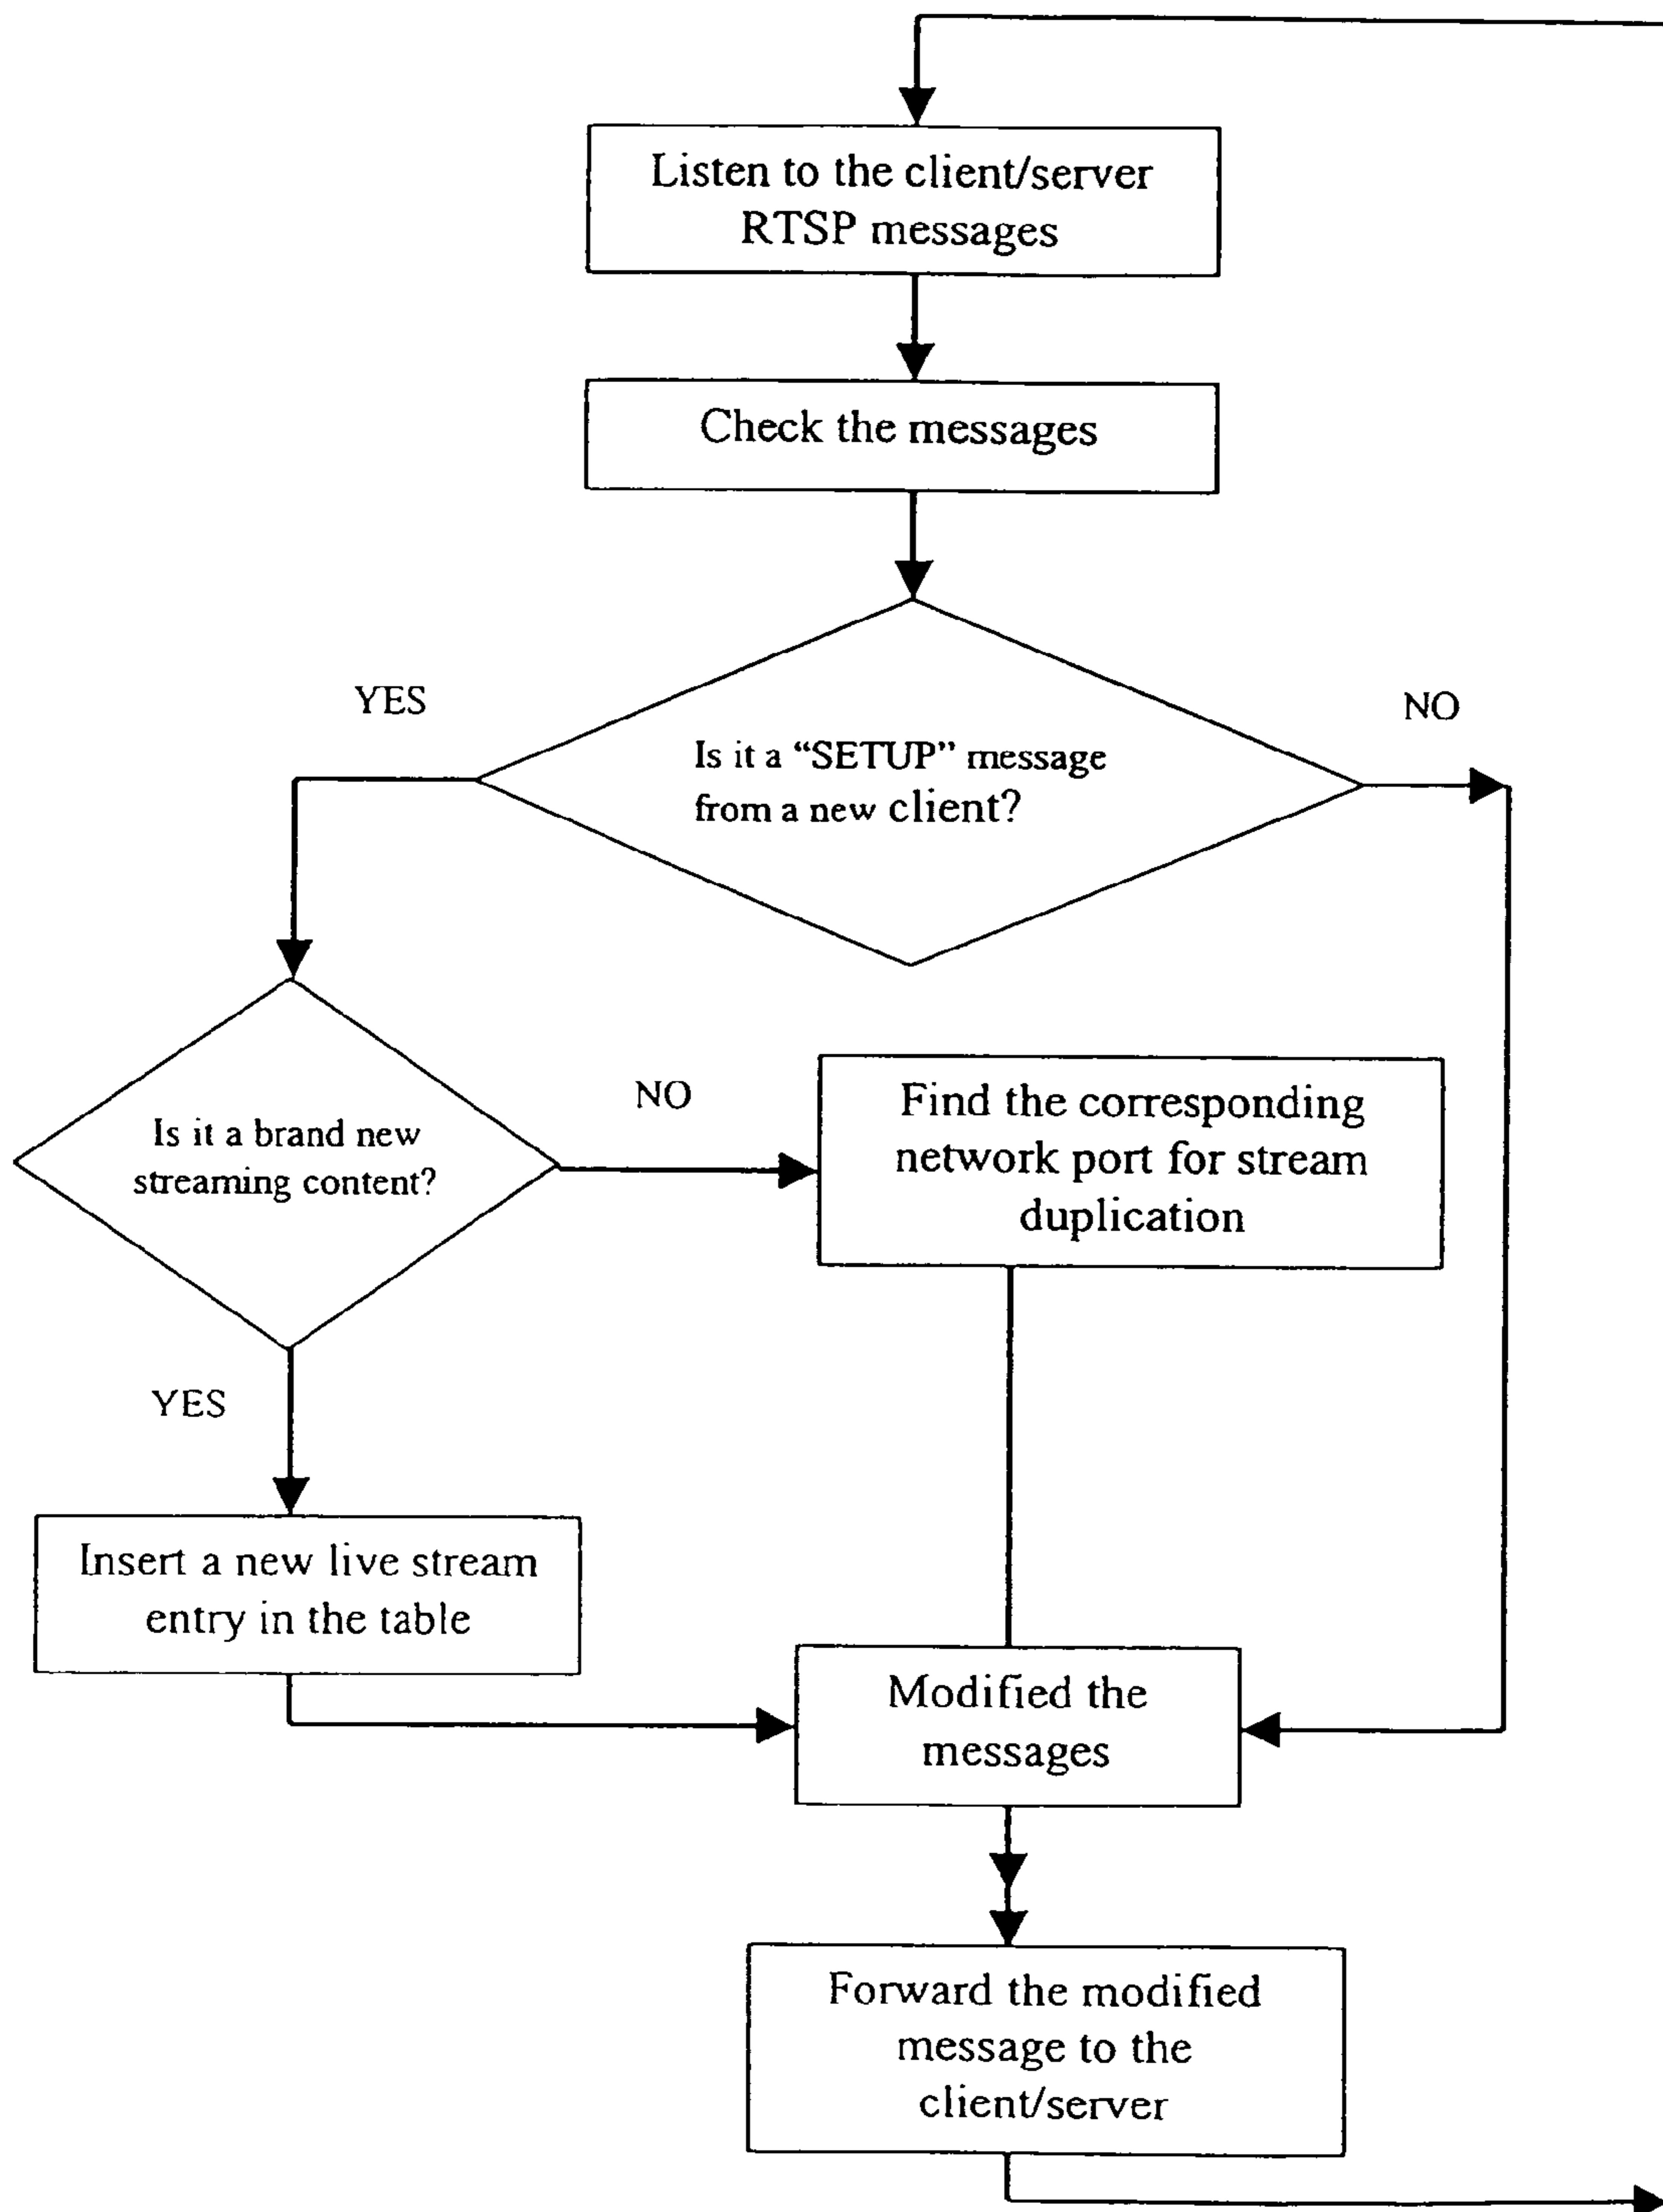 Listen to the client/server
RTSP messages
Check the messages
YES
NO
Is it a “SETUP” message
from a new client?
Is it a brand new
streaming content?
NO
Find the corresponding
network port for stream
duplication
YES
Insert a new live stream
entry in the table
Modified the
messages
Forward the modified
message to the
client/server